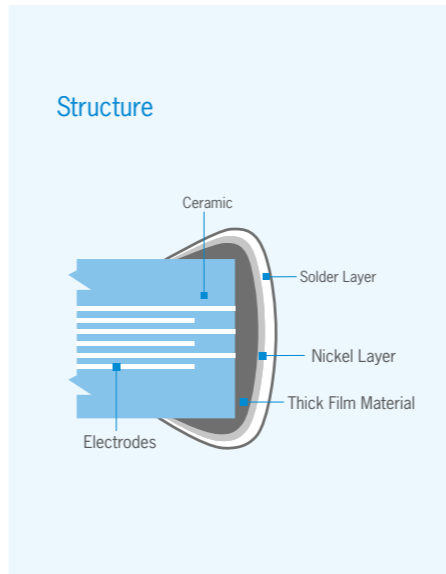 Structure
Ceramic
Solder Layer
Nickel Layer
Thick Film Material
Electrodes